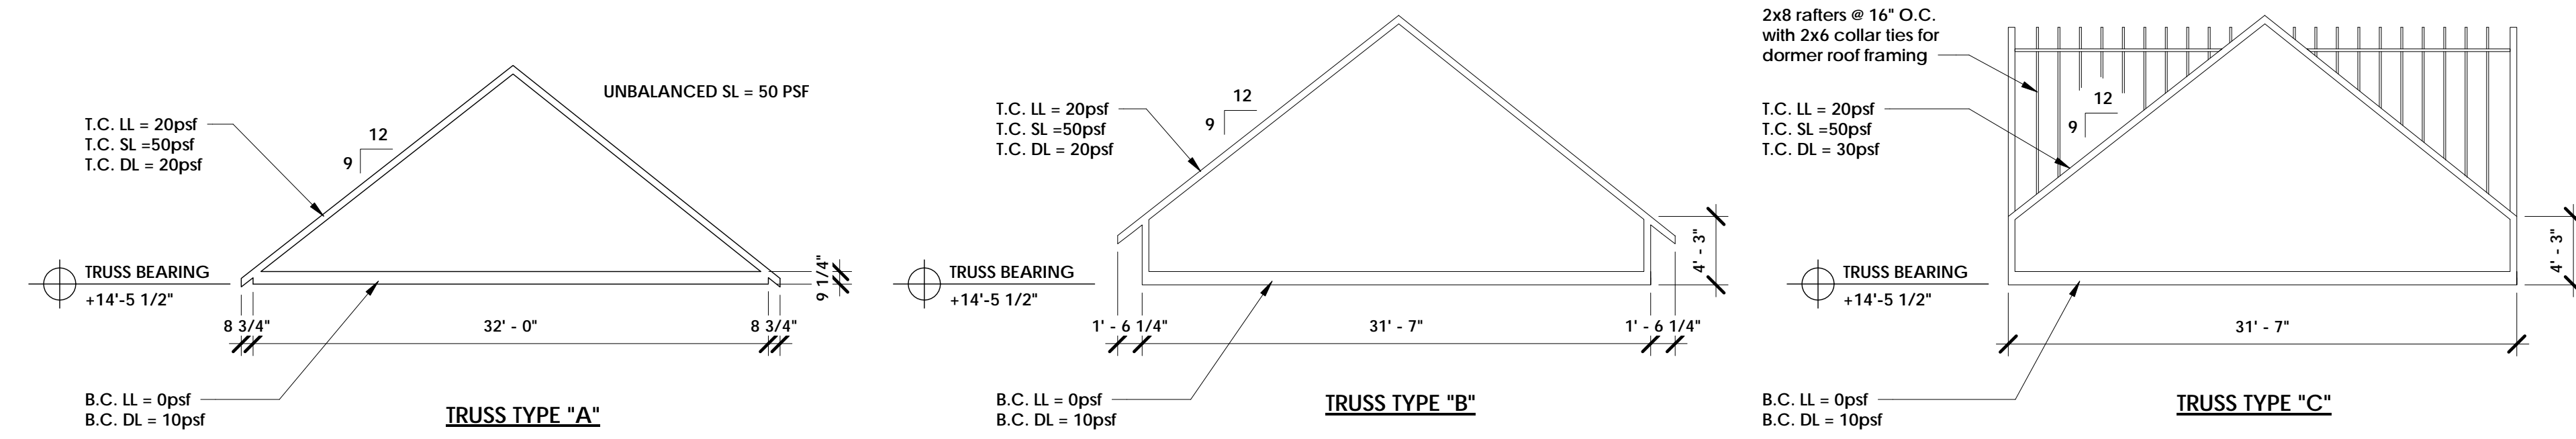 UNBALANCED SL = 50 PSF
T.C. LL = 20psf
T.C. SL =50psf
T.C. DL = 20psf
12
9
TRUSS BEARING
+14'-5 1/2"
9 1/4"
8 3/4"
32' - 0"
8 3/4"
B.C. LL = 0psf
B.C. DL = 10psf
TRUSS TYPE "A"
T.C. LL = 20psf
T.C. SL =50psf
T.C. DL = 20psf
12
9
TRUSS BEARING
+14'-5 1/2"
4' - 3"
1' - 6 1/4"
31' - 7"
1' - 6 1/4"
B.C. LL = 0psf
B.C. DL = 10psf
TRUSS TYPE "B"
2x8 rafters @ 16" O.C.
with 2x6 collar ties for
dormer roof framing
T.C. LL = 20psf
T.C. SL =50psf
T.C. DL = 30psf
12
9
TRUSS BEARING
+14'-5 1/2"
4' - 3"
31' - 7"
B.C. LL = 0psf
B.C. DL = 10psf
TRUSS TYPE "C"